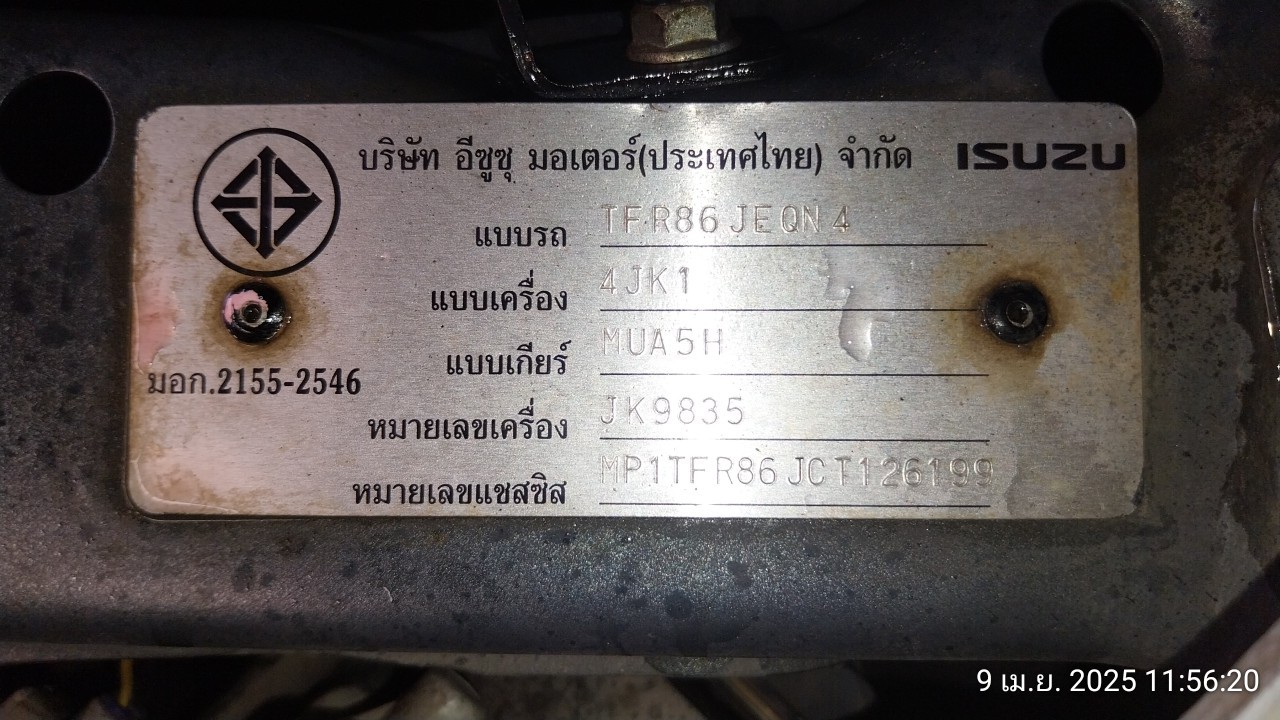 บริษัท อีซูซุ มอเตอร์(ประเทศไทย) จำกัด ISUZU
แบบรถ TFR86JEQN4
แบบเครื่อง 4JK1
แบบเกียร์ MUA5H
มอก.2155-2546
หมายเลขเครื่อง JK9835
หมายเลขแชสซิส MP1TFR86JCT126199
9 เม.ย. 2025 11:56:20